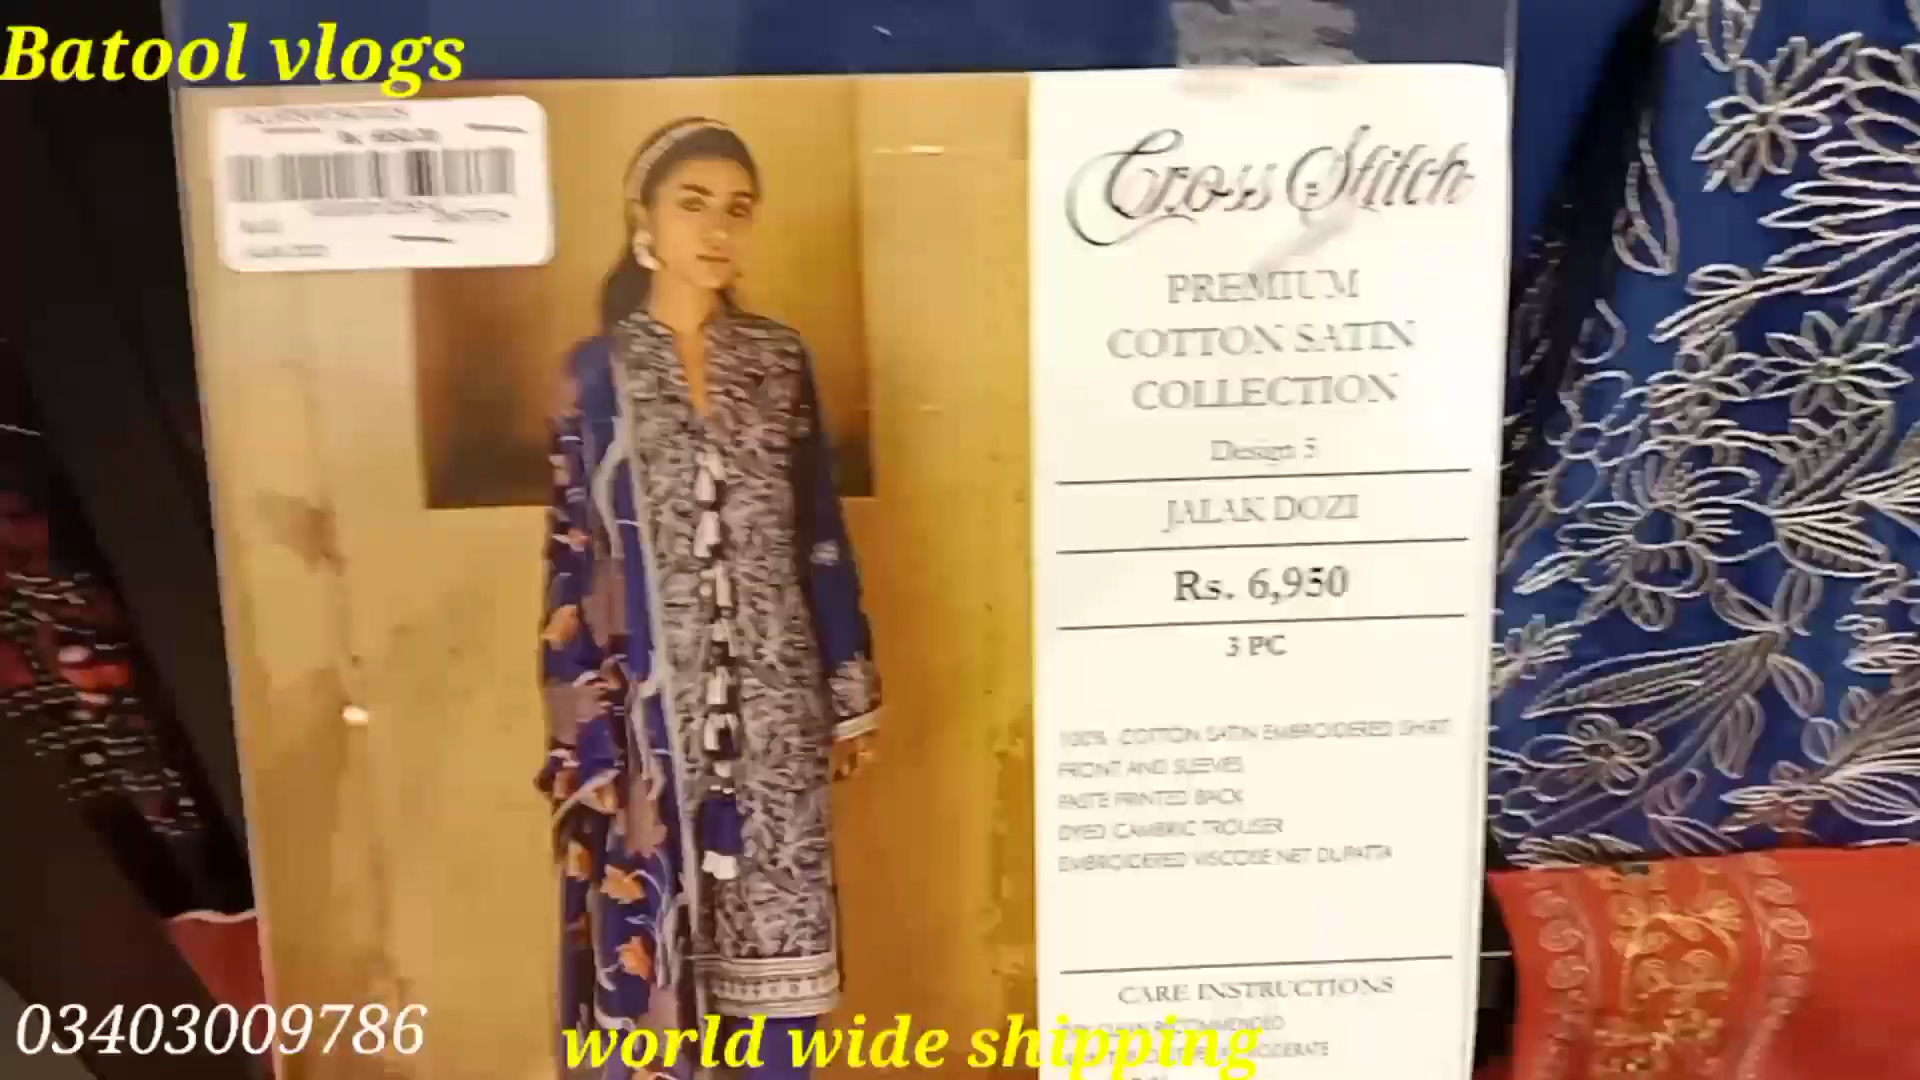 Batool vlogs
Cross Stitch
PREMIUM
COTTON SATIN
COLLECTION
Design 5
JALAK DOZI
Rs. 6,950
3 PC
100% COTTON SATIN EMBROIDERED SHIRT
FRONT AND SLEEVES
PASTE PRINTED BACK
DYED CAMBRIC TROUSER
EMBROIDERED VISCOSE NET DUPATTA
CARE INSTRUCTIONS
RECOMMENDED
MODERATE
03403009786
world wide shipping